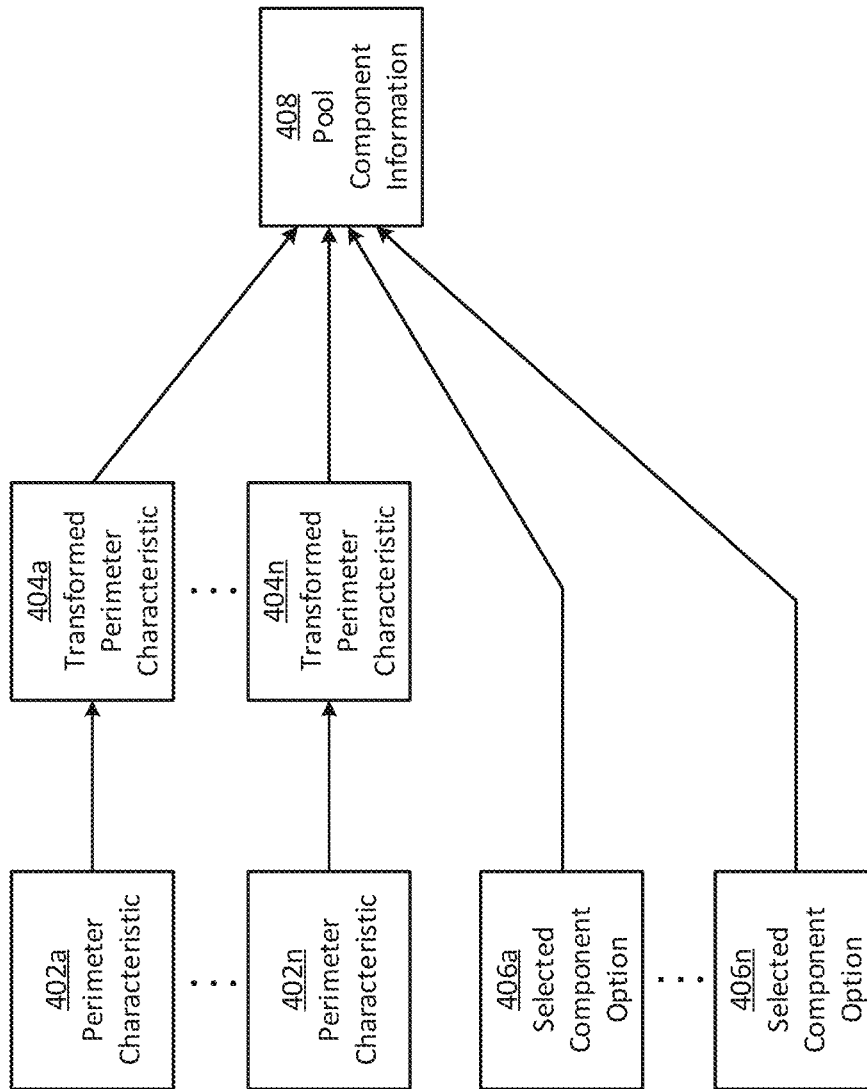 402a
Perimeter
Characteristic
404a
Transformed
Perimeter
Characteristic
. . .
. . .
402n
Perimeter
Characteristic
404n
Transformed
Perimeter
Characteristic
408
Pool
Component
Information
406a
Selected
Component
Option
. . .
406n
Selected
Component
Option